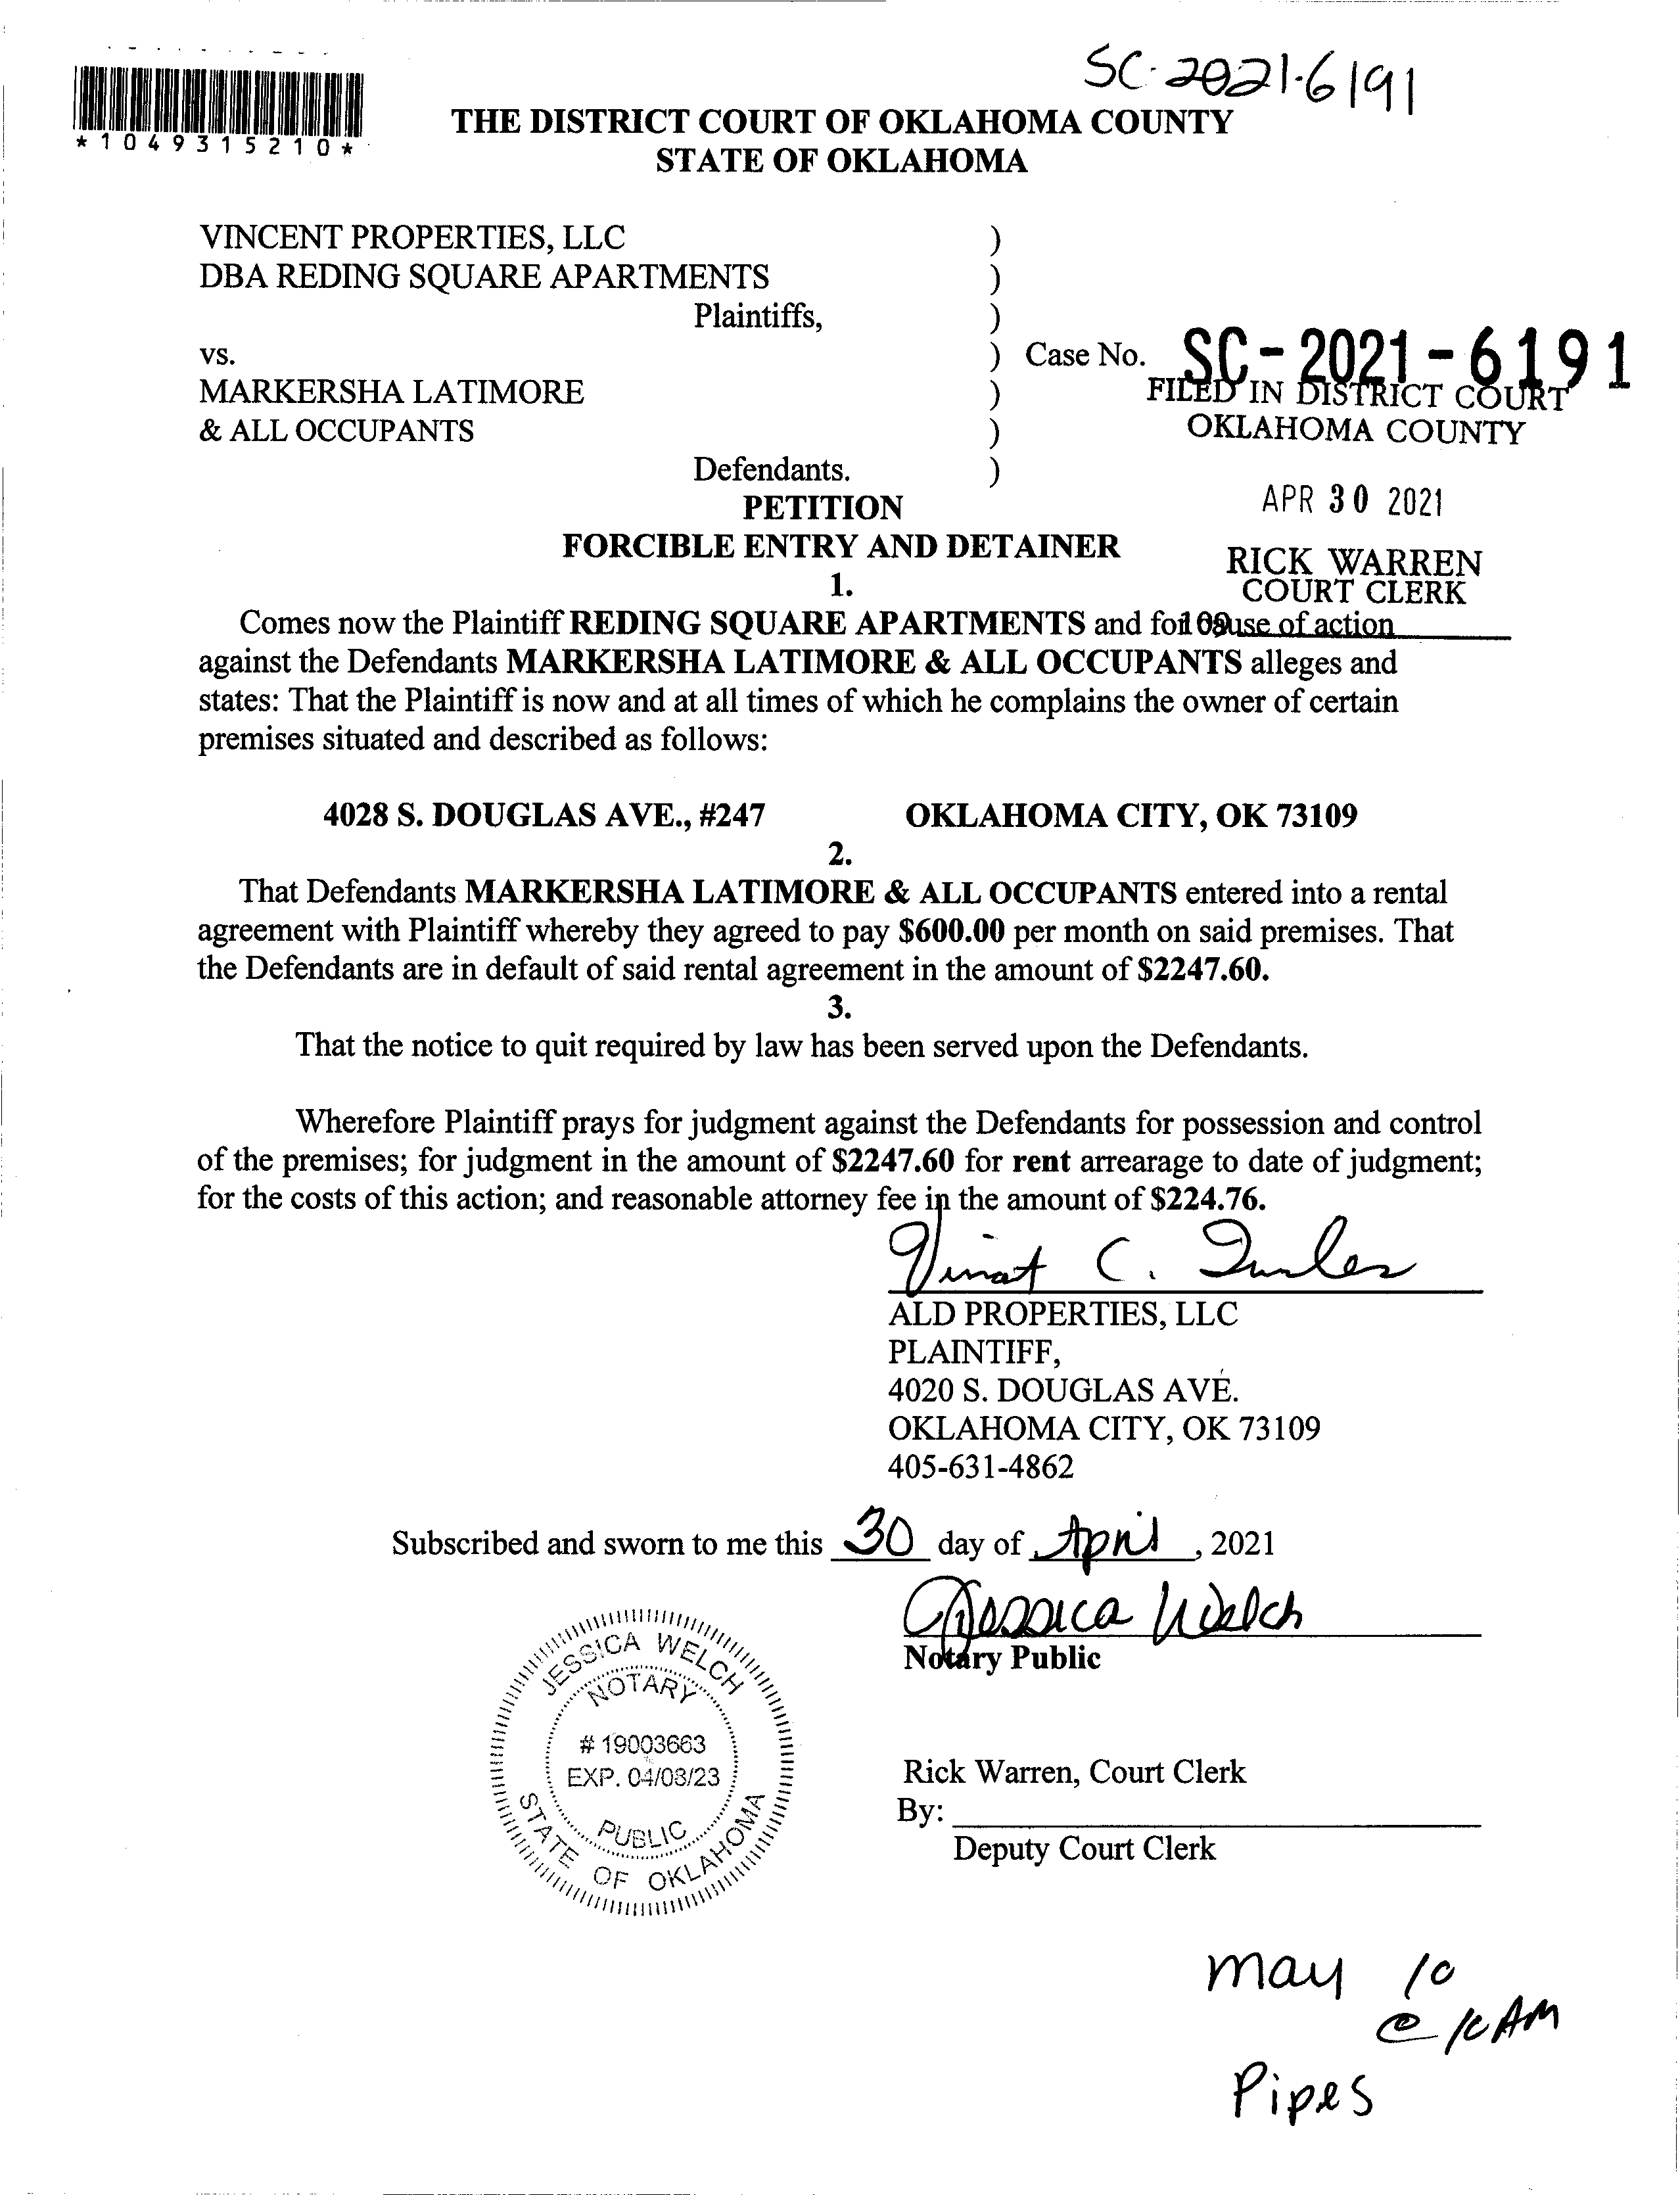 SC-2021-6191
*1049315210*
THE DISTRICT COURT OF OKLAHOMA COUNTY
STATE OF OKLAHOMA
VINCENT PROPERTIES, LLC )
DBA REDING SQUARE APARTMENTS )
Plaintiffs, )
vs. ) Case No. SC-2021-6191
MARKERSHA LATIMORE ) FILED IN DISTRICT COURT
& ALL OCCUPANTS ) OKLAHOMA COUNTY
Defendants. )
PETITION APR 30 2021
FORCIBLE ENTRY AND DETAINER RICK WARREN
1. COURT CLERK
Comes now the Plaintiff REDING SQUARE APARTMENTS and for cause of action
against the Defendants MARKERSHA LATIMORE & ALL OCCUPANTS alleges and
states: That the Plaintiff is now and at all times of which he complains the owner of certain
premises situated and described as follows:
4028 S. DOUGLAS AVE., #247 OKLAHOMA CITY, OK 73109
2.
That Defendants MARKERSHA LATIMORE & ALL OCCUPANTS entered into a rental
agreement with Plaintiff whereby they agreed to pay $600.00 per month on said premises. That
the Defendants are in default of said rental agreement in the amount of $2247.60.
3.
That the notice to quit required by law has been served upon the Defendants.
Wherefore Plaintiff prays for judgment against the Defendants for possession and control
of the premises; for judgment in the amount of $2247.60 for rent arrearage to date of judgment;
for the costs of this action; and reasonable attorney fee in the amount of $224.76.
C.
ALD PROPERTIES, LLC
PLAINTIFF,
4020 S. DOUGLAS AVE.
OKLAHOMA CITY, OK 73109
405-631-4862
Subscribed and sworn to me this 30 day of April, 2021
Jessica Welch
Notary Public
JESSICA WELCH
NOTARY
# 19003663
EXP. 04/08/23
PUBLIC
STATE OF OKLAHOMA
Rick Warren, Court Clerk
By:
Deputy Court Clerk
May 10
@ 10 AM
Pipes